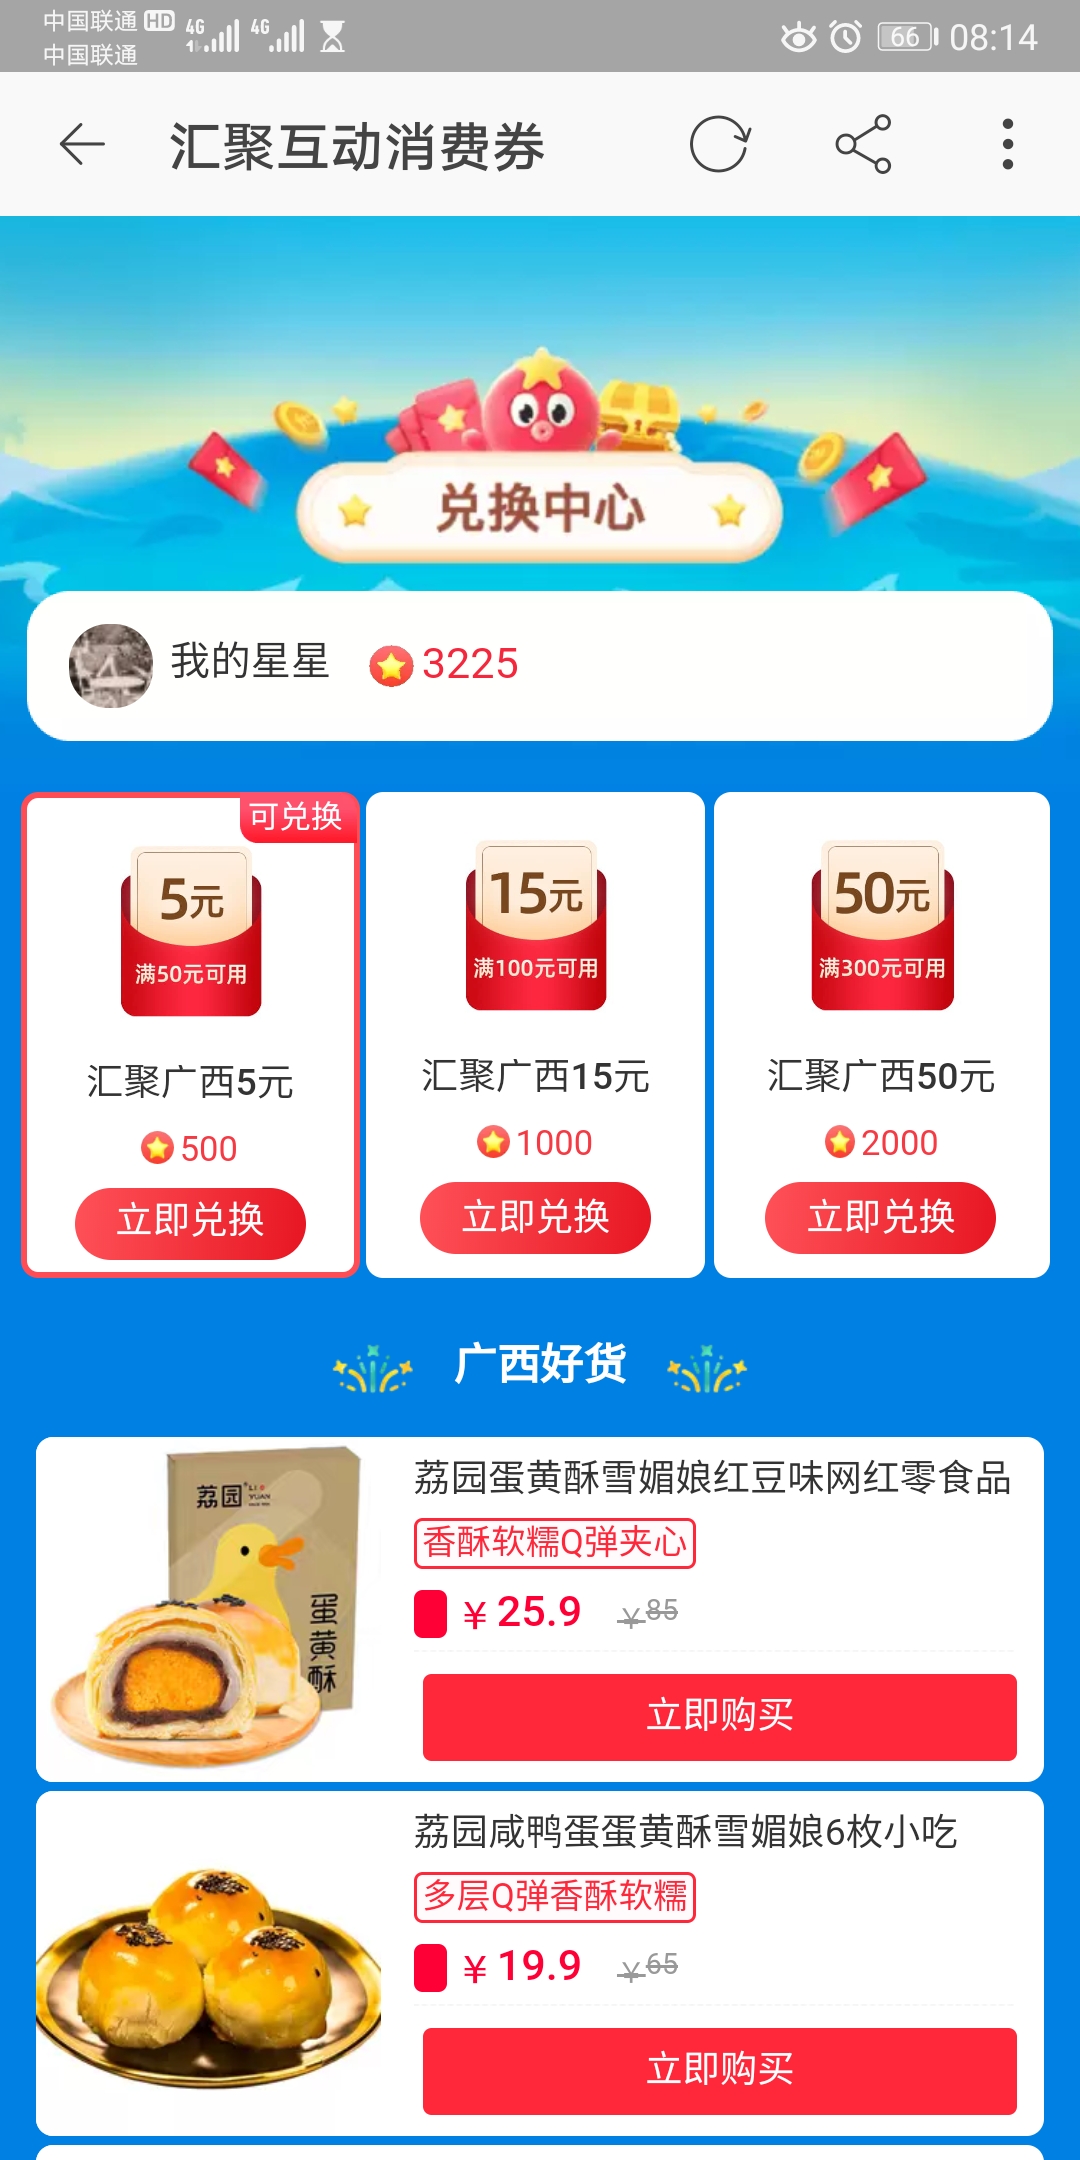 中国联通 HD 4G 4G 66 08:14
中国联通
汇聚互动消费券
兑换中心
我的星星 3225
可兑换
5元
满50元可用
汇聚广西5元
500
立即兑换
15元
满100元可用
汇聚广西15元
1000
立即兑换
50元
满300元可用
汇聚广西50元
2000
立即兑换
广西好货
荔园
蛋黄酥
荔园蛋黄酥雪媚娘红豆味网红零食品
香酥软糯Q弹夹心
¥ 25.9 ¥85
立即购买
荔园咸鸭蛋蛋黄酥雪媚娘6枚小吃
多层Q弹香酥软糯
¥ 19.9 ¥65
立即购买